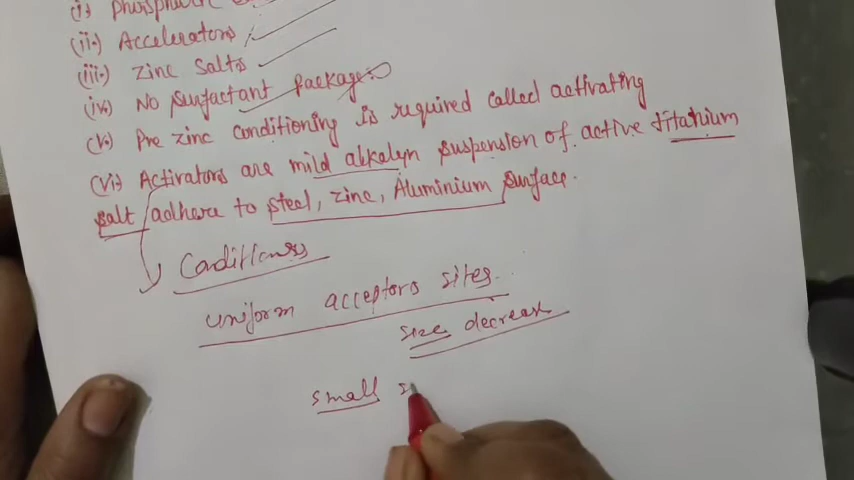 (i)
(ii) Accelerators
(iii) Zinc Salts
(iv) No surfactant package.
(v) Pre zinc conditioning is required called activating
(vi) Activators are mild alkalyn suspension of active titanium
salt adhere to steel, zinc, Aluminium surface.
Conditioners
uniform acceptors sites.
size decrease
small